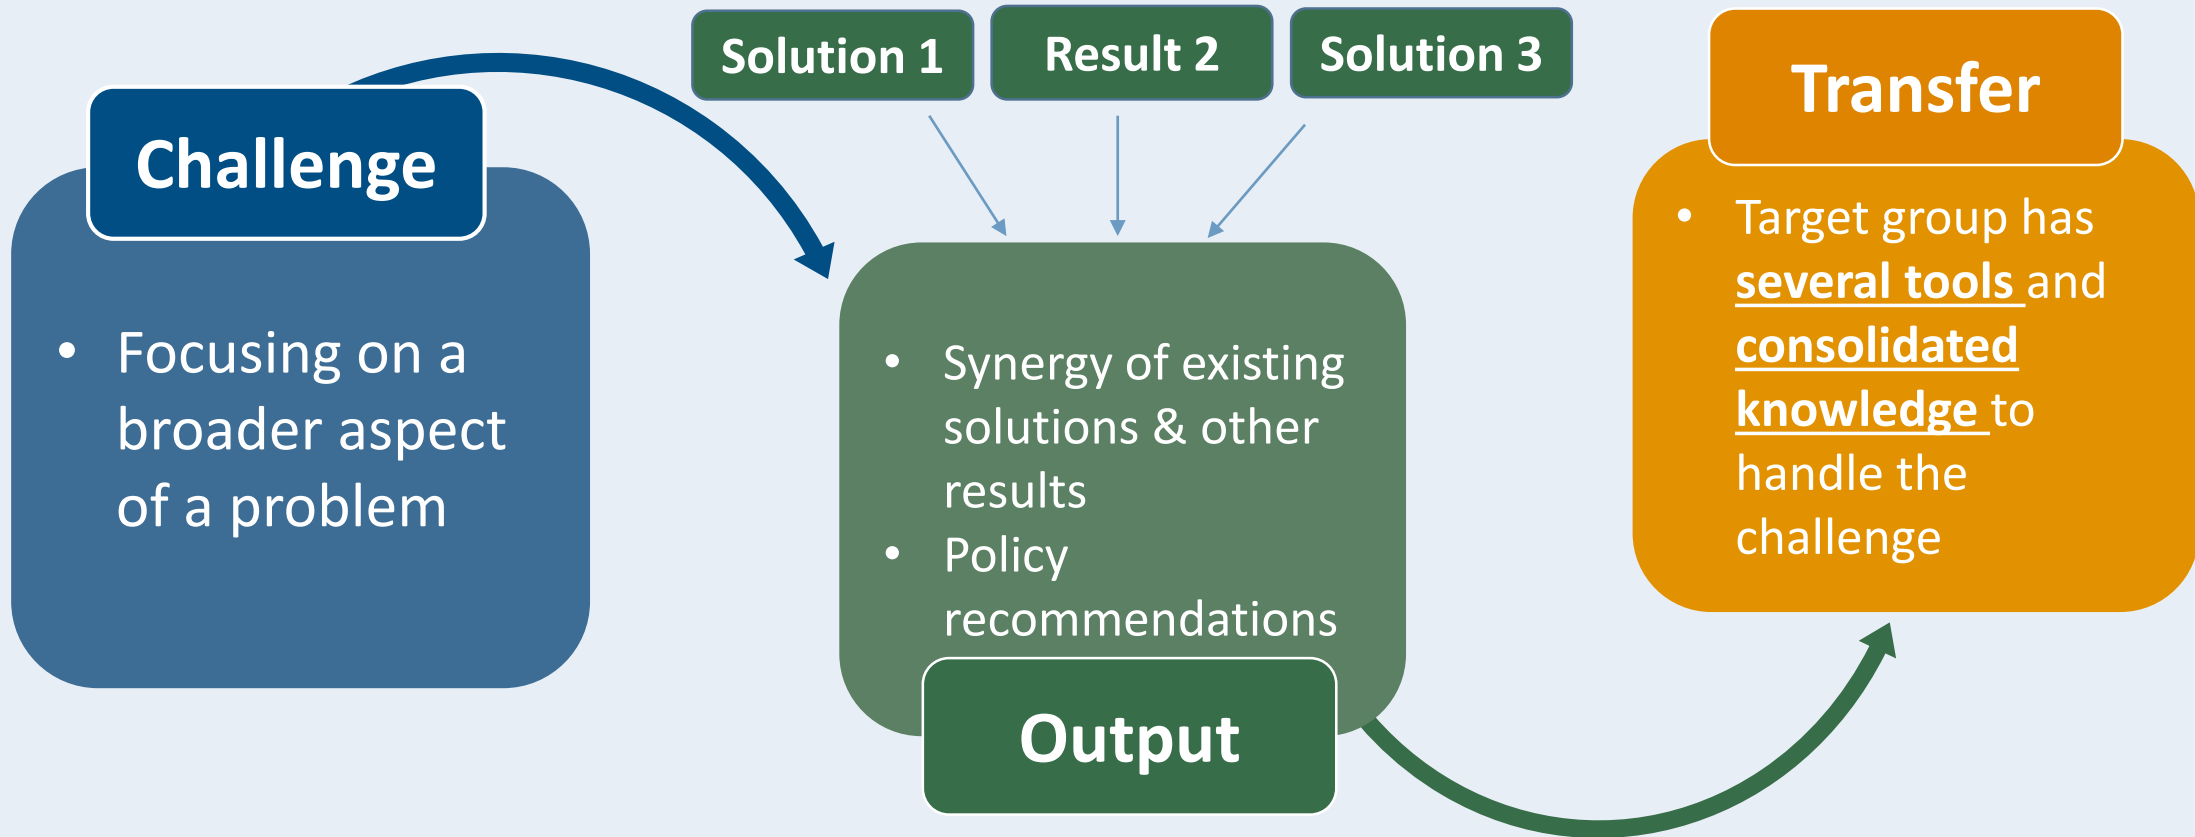 Challenge
• Focusing on a
broader aspect
of a problem
Solution 1
Result 2
Solution 3
• Synergy of existing
solutions & other
results
• Policy
recommendations
Output
Transfer
• Target group has
several tools and
consolidated
knowledge to
handle the
challenge